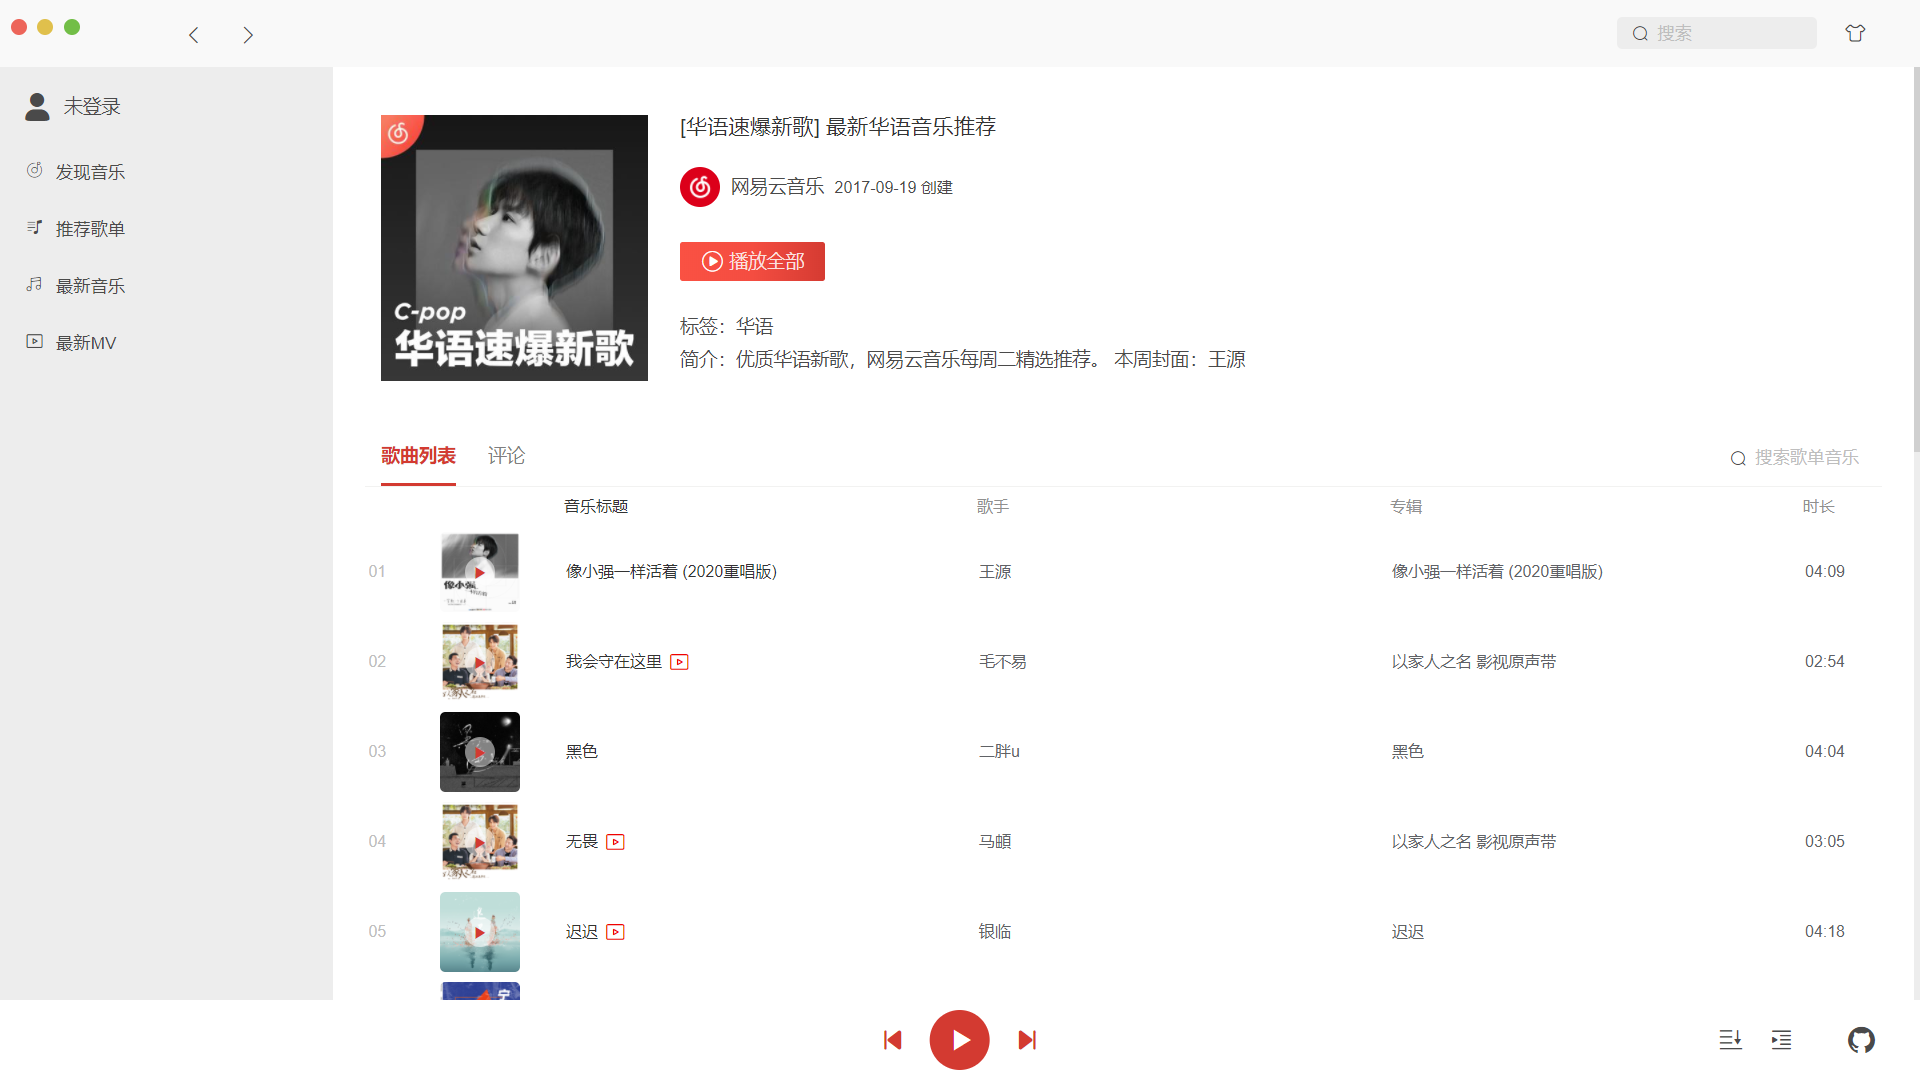 搜索
未登录
发现音乐
推荐歌单
最新音乐
最新MV
C-pop
华语速爆新歌
[华语速爆新歌] 最新华语音乐推荐
网易云音乐 2017-09-19 创建
播放全部
标签：华语
简介：优质华语新歌，网易云音乐每周二精选推荐。 本周封面：王源
歌曲列表 评论 搜索歌单音乐
音乐标题 歌手 专辑 时长
01 像小强 像小强一样活着 (2020重唱版) 王源 像小强一样活着 (2020重唱版) 04:09
02 我会守在这里 毛不易 以家人之名 影视原声带 02:54
03 黑色 二胖u 黑色 04:04
04 无畏 马頔 以家人之名 影视原声带 03:05
05 迟迟 银临 迟迟 04:18